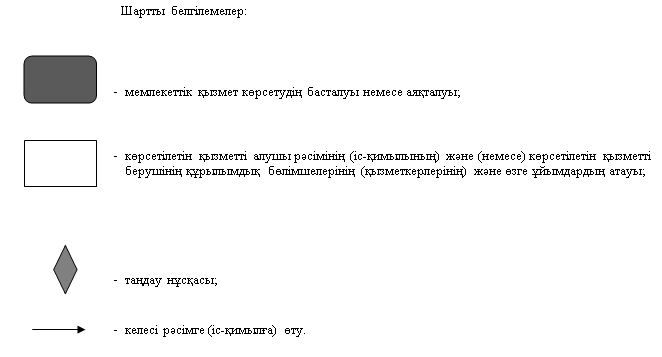 Шартты белгілемелер:
- мемлекеттік қызмет көрсетудің басталуы немесе аяқталуы;
- көрсетілетін қызметті алушы рәсімінің (іс-қимылының) және (немесе) көрсетілетін қызметті
берушінің құрылымдық бөлімшелерінің (қызметкерлерінің) және өзге ұйымдардың атауы;
- таңдау нұсқасы;
- келесі рәсімге (іс-қимылға) өту.